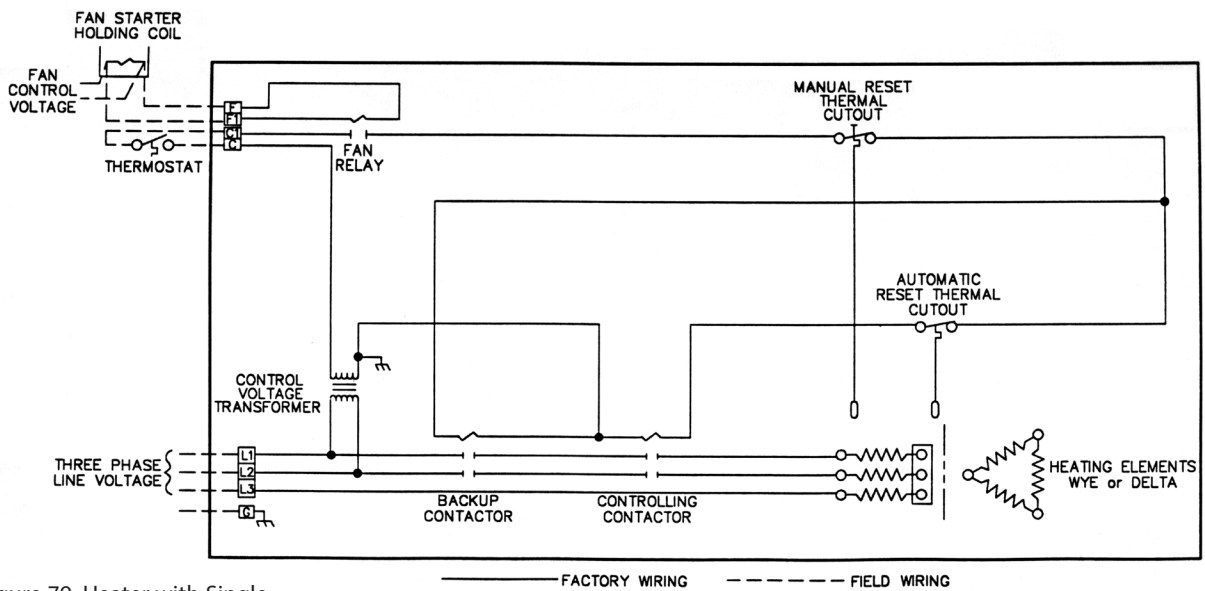 FAN STARTER
HOLDING COIL
FAN
CONTROL
VOLTAGE
THERMOSTAT
F
F1
C1
C
FAN
RELAY
MANUAL RESET
THERMAL
CUTOUT
AUTOMATIC
RESET THERMAL
CUTOUT
CONTROL
VOLTAGE
TRANSFORMER
THREE PHASE
LINE VOLTAGE
L1
L2
L3
G
BACKUP
CONTACTOR
CONTROLLING
CONTACTOR
HEATING ELEMENTS
WYE or DELTA
FACTORY WIRING
FIELD WIRING